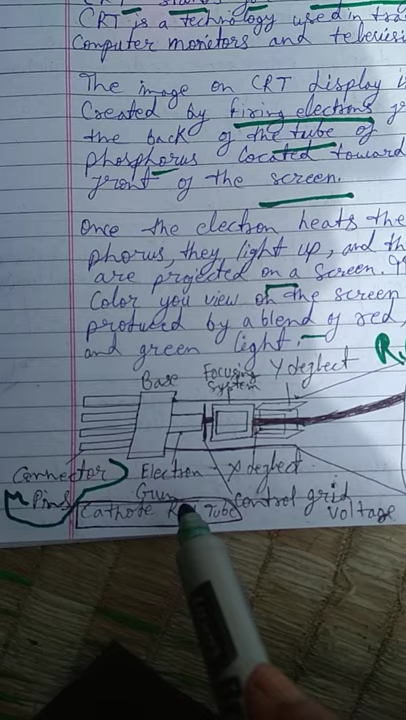 CRT is a technology used in tra
Computer monitors and televisi
The image on CRT display i
Created by firing electrons
the back of the tube of
phosphorus located toward
front of the screen.
Once the electron heats the
phorus, they light up, and th
are projected on a screen.
Color you view on the screen
produced by a blend of red,
and green light
Base
Focusing
System
Y deglect
Connector
Pins
Electron
Gun
X deglect
Control grid
voltage
Cathode Tube